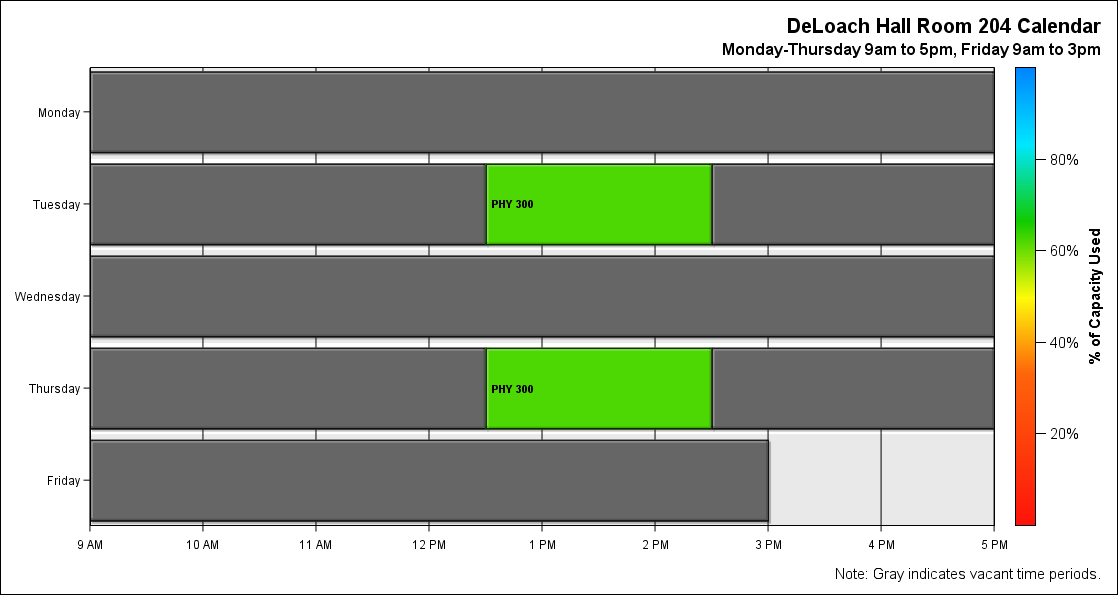 DeLoach Hall Room 204 Calendar
Monday-Thursday 9am to 5pm, Friday 9am to 3pm
Monday
Tuesday
PHY 300
Wednesday
Thursday
PHY 300
Friday
9 AM 10 AM 11 AM 12 PM 1 PM 2 PM 3 PM 4 PM 5 PM
80%
60%
40%
20%
% of Capacity Used
Note: Gray indicates vacant time periods.